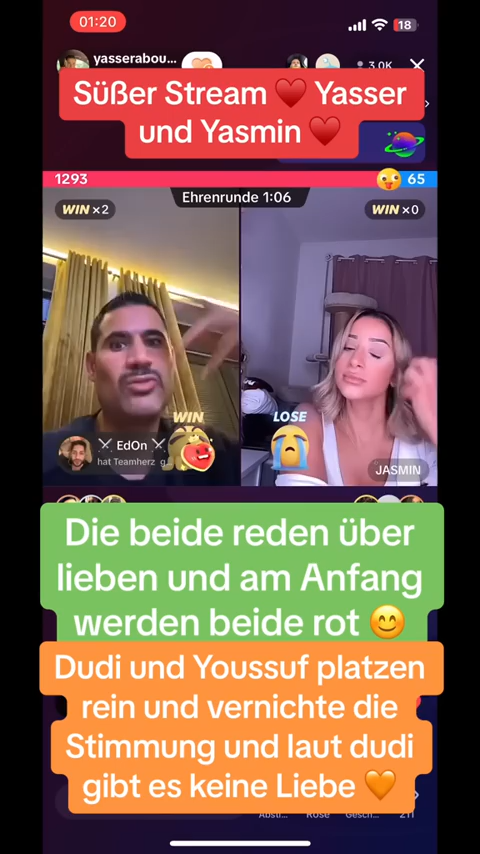 01:20
18
yasserabou...
3.0K
Süßer Stream ♥️ Yasser
und Yasmin ♥️
1293
65
Ehrenrunde 1:06
WIN ×2
WIN ×0
WIN
LOSE
EdOn
hat Teamherz g
JASMIN
Die beide reden über
lieben und am Anfang
werden beide rot 😊
Dudi und Youssuf platzen
rein und vernichte die
Stimmung und laut dudi
gibt es keine Liebe 🧡